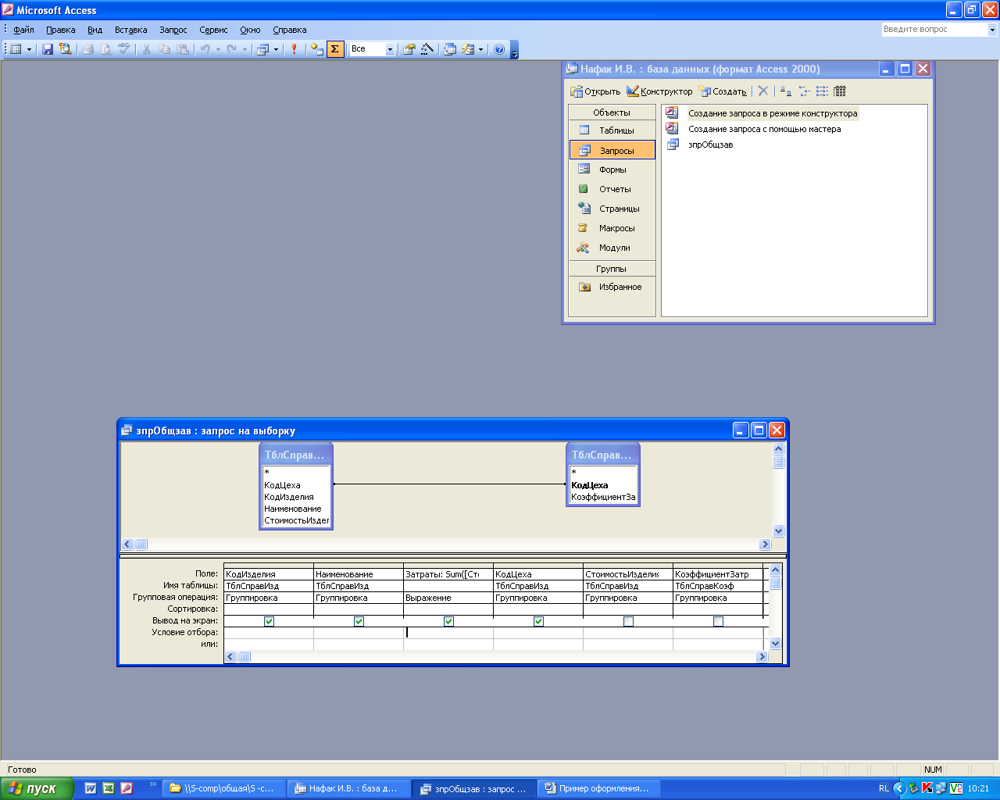 Microsoft Access
Файл Правка Вид Вставка Запрос Сервис Окно Справка
Введите вопрос
Все
Нафак И.В. : база данных (формат Access 2000)
Открыть Конструктор Создать
Объекты
Таблицы
Запросы
Формы
Отчеты
Страницы
Макросы
Модули
Группы
Избранное
Создание запроса в режиме конструктора
Создание запроса с помощью мастера
зпрОбщзав
зпрОбщзав : запрос на выборку
ТблСправ...
*
КодЦеха
КодИзделия
Наименование
СтоимостьИздел
ТблСправ...
*
КодЦеха
КоэффициентЗа
Поле: КодИзделия Наименование Затраты: Sum([Сто КодЦеха СтоимостьИзделия КоэффициентЗатр
Имя таблицы: ТблСправИзд ТблСправИзд ТблСправИзд ТблСправИзд ТблСправКоэф
Групповая операция: Группировка Группировка Выражение Группировка Группировка Группировка
Сортировка:
Вывод на экран:
Условие отбора:
или:
Готово
NUM
пуск
\\S-comp\общая\S -c...
Нафак И.В. : база д...
зпрОбщзав : запрос ...
Пример оформления...
RL
10:21